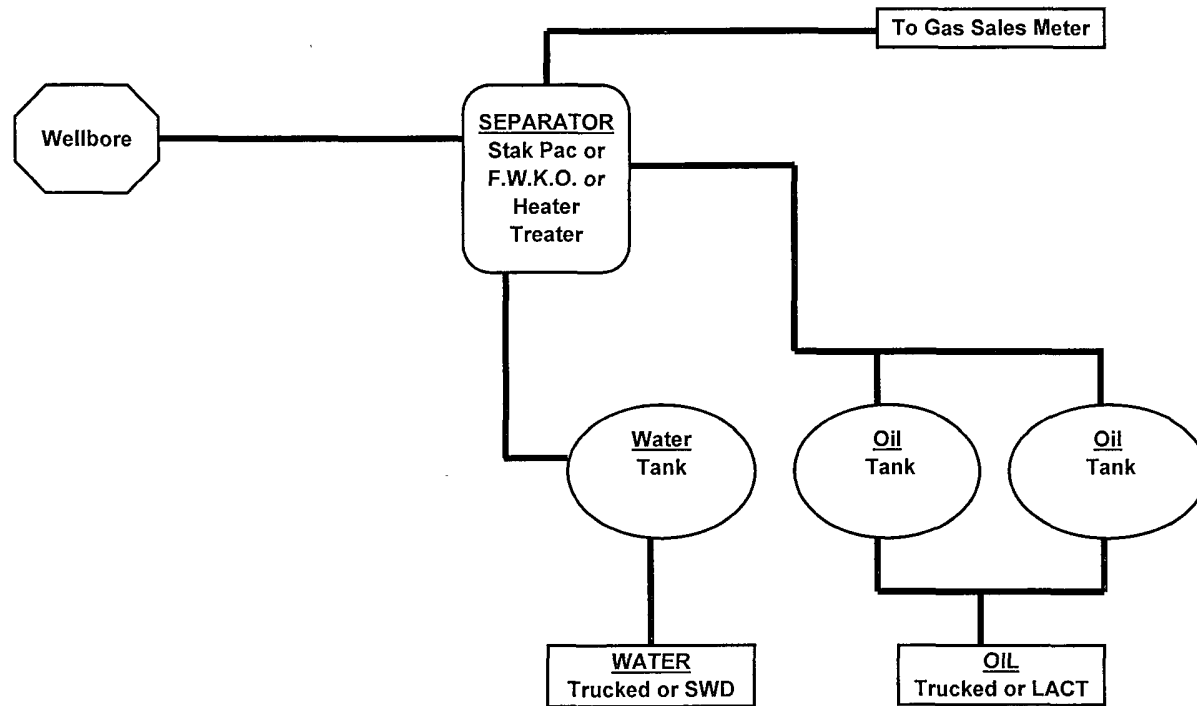 To Gas Sales Meter
Wellbore
SEPARATOR
Stak Pac or
F.W.K.O. or
Heater
Treater
Water
Tank
Oil
Tank
Oil
Tank
WATER
Trucked or SWD
OIL
Trucked or LACT